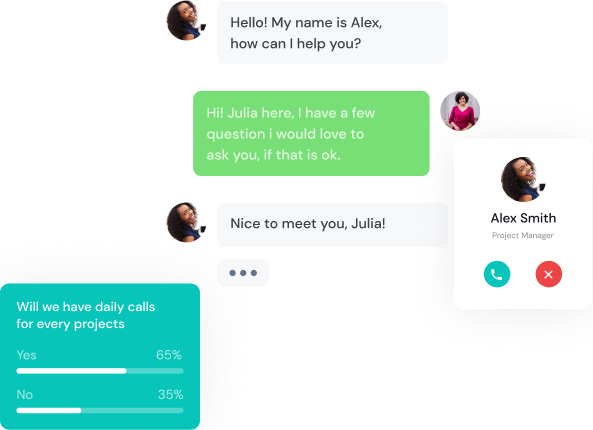 Hello! My name is Alex,
how can I help you?
Hi! Julia here, I have a few
question i would love to
ask you, if that is ok.
Nice to meet you, Julia!
Alex Smith
Project Manager
Will we have daily calls
for every projects
Yes 65%
No 35%